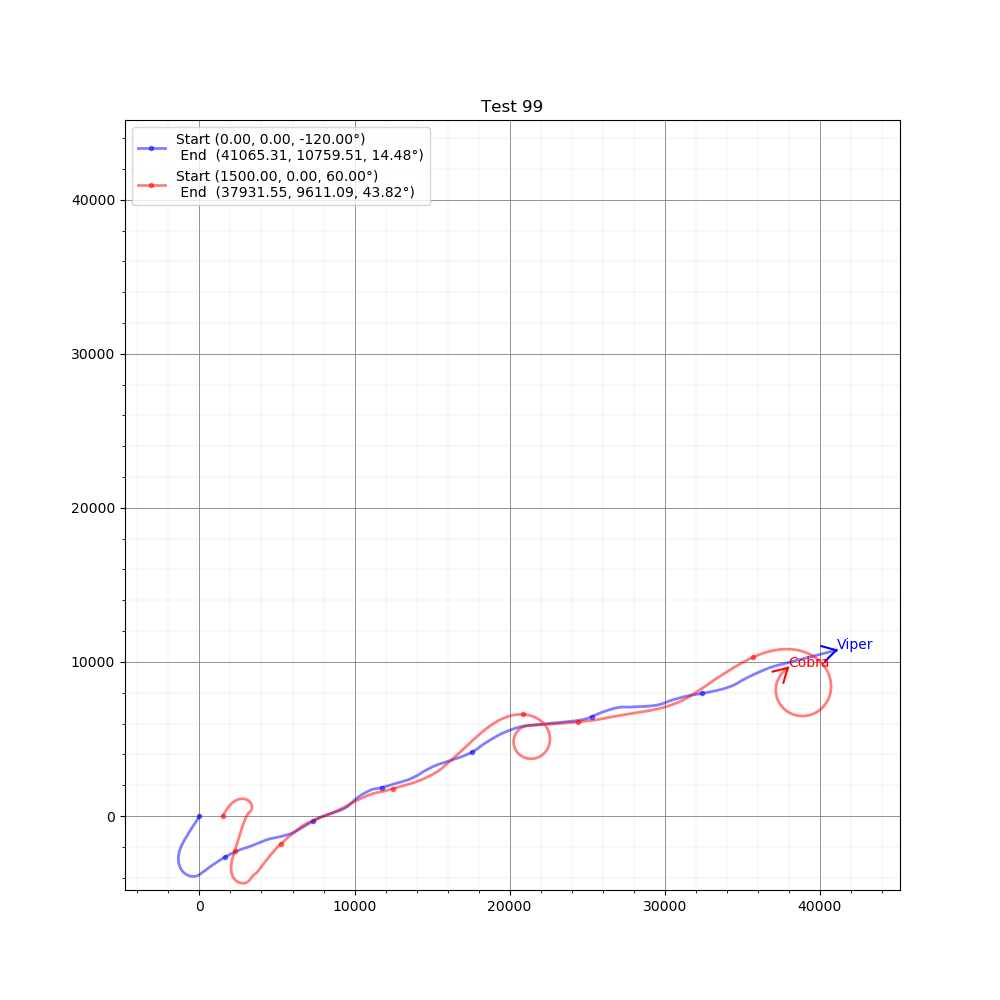 Test 99
Start (0.00, 0.00, -120.00°)
End (41065.31, 10759.51, 14.48°)
Start (1500.00, 0.00, 60.00°)
End (37931.55, 9611.09, 43.82°)
40000
30000
20000
10000
0
Viper
Cobra
0
10000
20000
30000
40000